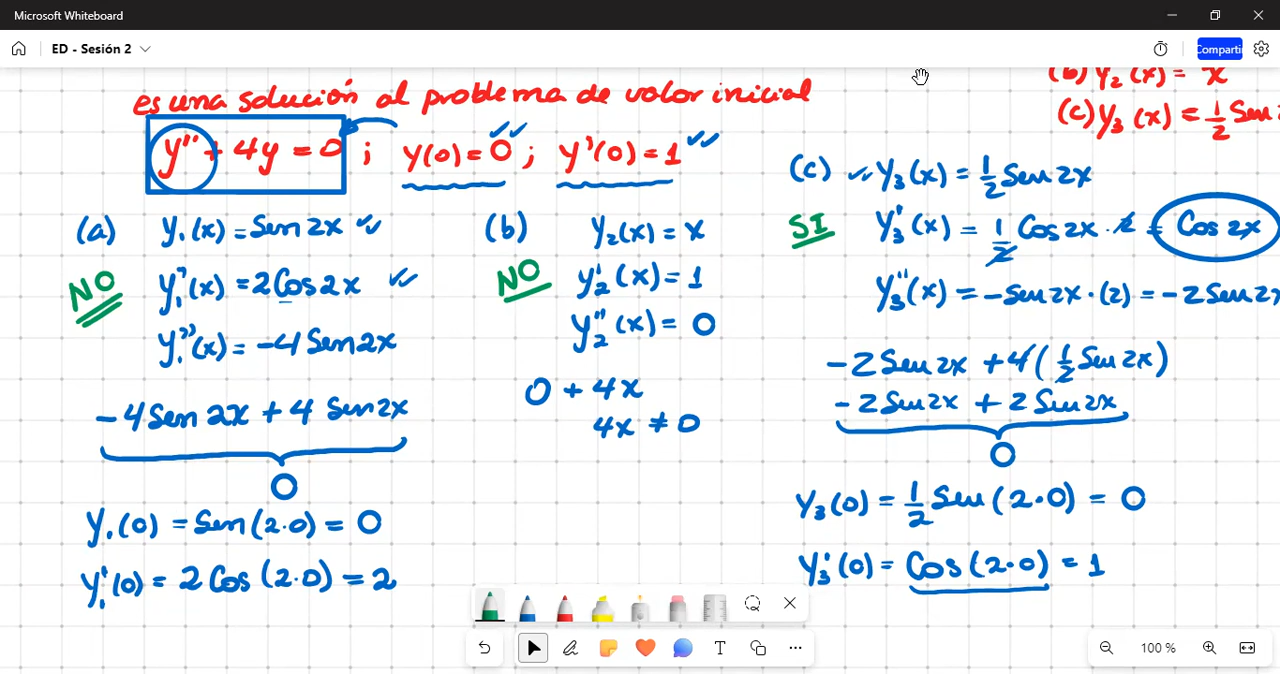 Microsoft Whiteboard
ED - Sesión 2
Comparti
es una solución al problema de valor inicial
(b) Y₂(x) = x
(c) Y₃(x) = 1/2 Sen 2
y'' + 4y = 0 ; y(0) = 0 ; y'(0) = 1
(a) y₁(x) = Sen 2x
NO
y₁'(x) = 2 Cos 2x
y₁''(x) = -4 Sen 2x
-4 Sen 2x + 4 Sen 2x
0
y₁(0) = Sen (2·0) = 0
y₁'(0) = 2 Cos (2·0) = 2
(b) y₂(x) = x
NO
y₂'(x) = 1
y₂''(x) = 0
0 + 4x
4x ≠ 0
(c) Y₃(x) = 1/2 Sen 2x
SI
Y₃'(x) = 1/2 Cos 2x · 2 = Cos 2x
Y₃''(x) = -Sen 2x · (2) = -2 Sen 2x
-2 Sen 2x + 4 (1/2 Sen 2x)
-2 Sen 2x + 2 Sen 2x
0
Y₃(0) = 1/2 Sen (2·0) = 0
Y₃'(0) = Cos (2·0) = 1
100 %